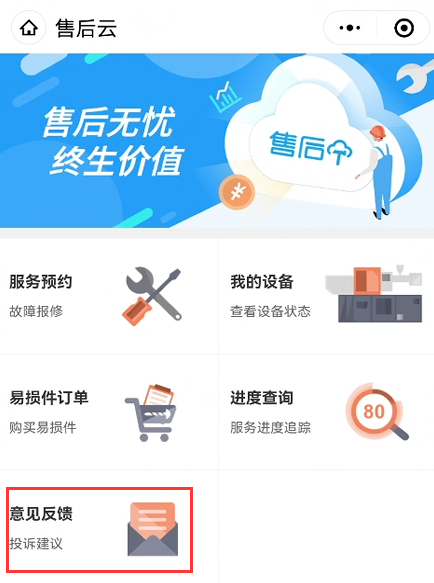 售后云
售后无忧
终生价值
售后
¥
服务预约
故障报修
我的设备
查看设备状态
易损件订单
购买易损件
进度查询
服务进度追踪
80
意见反馈
投诉建议